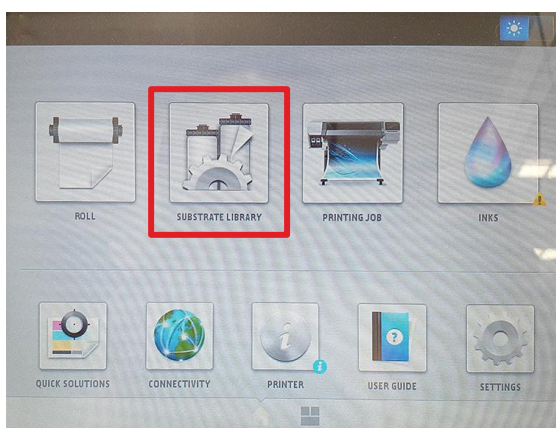 ROLL
SUBSTRATE LIBRARY
PRINTING JOB
INKS
QUICK SOLUTIONS
CONNECTIVITY
PRINTER
USER GUIDE
SETTINGS